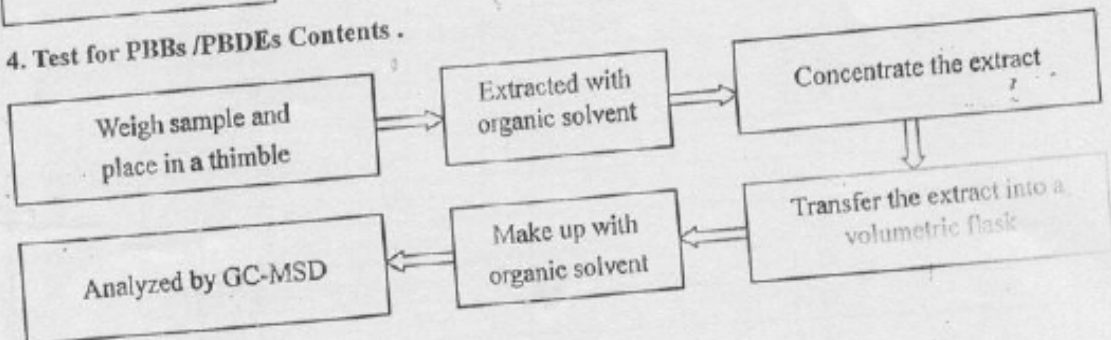 4. Test for PBBs /PBDEs Contents .
Weigh sample and
place in a thimble
Extracted with
organic solvent
Concentrate the extract
Transfer the extract into a
volumetric flask
Make up with
organic solvent
Analyzed by GC-MSD